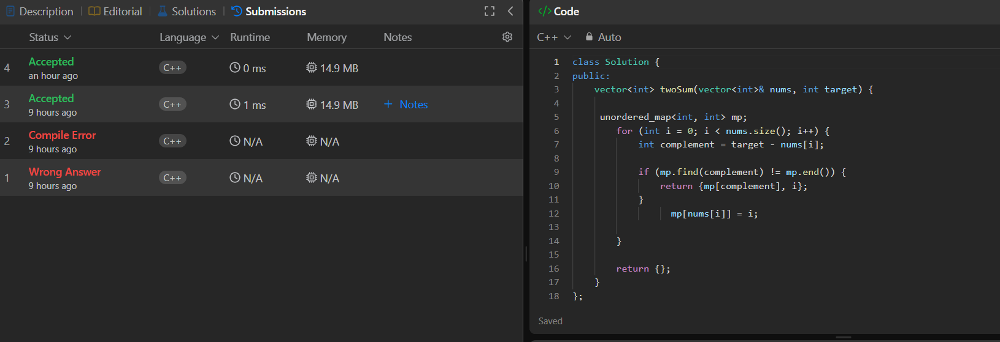 Description | Editorial | Solutions | Submissions
Status Language Runtime Memory Notes
4 Accepted C++ 0 ms 14.9 MB
an hour ago
3 Accepted C++ 1 ms 14.9 MB + Notes
9 hours ago
2 Compile Error C++ N/A N/A
9 hours ago
1 Wrong Answer C++ N/A N/A
9 hours ago
</> Code
C++ Auto
1 class Solution {
2 public:
3     vector<int> twoSum(vector<int>& nums, int target) {
4
5      unordered_map<int, int> mp;
6         for (int i = 0; i < nums.size(); i++) {
7             int complement = target - nums[i];
8
9             if (mp.find(complement) != mp.end()) {
10                 return {mp[complement], i};
11             }
12                   mp[nums[i]] = i;
13
14         }
15
16         return {};
17     }
18 };
Saved